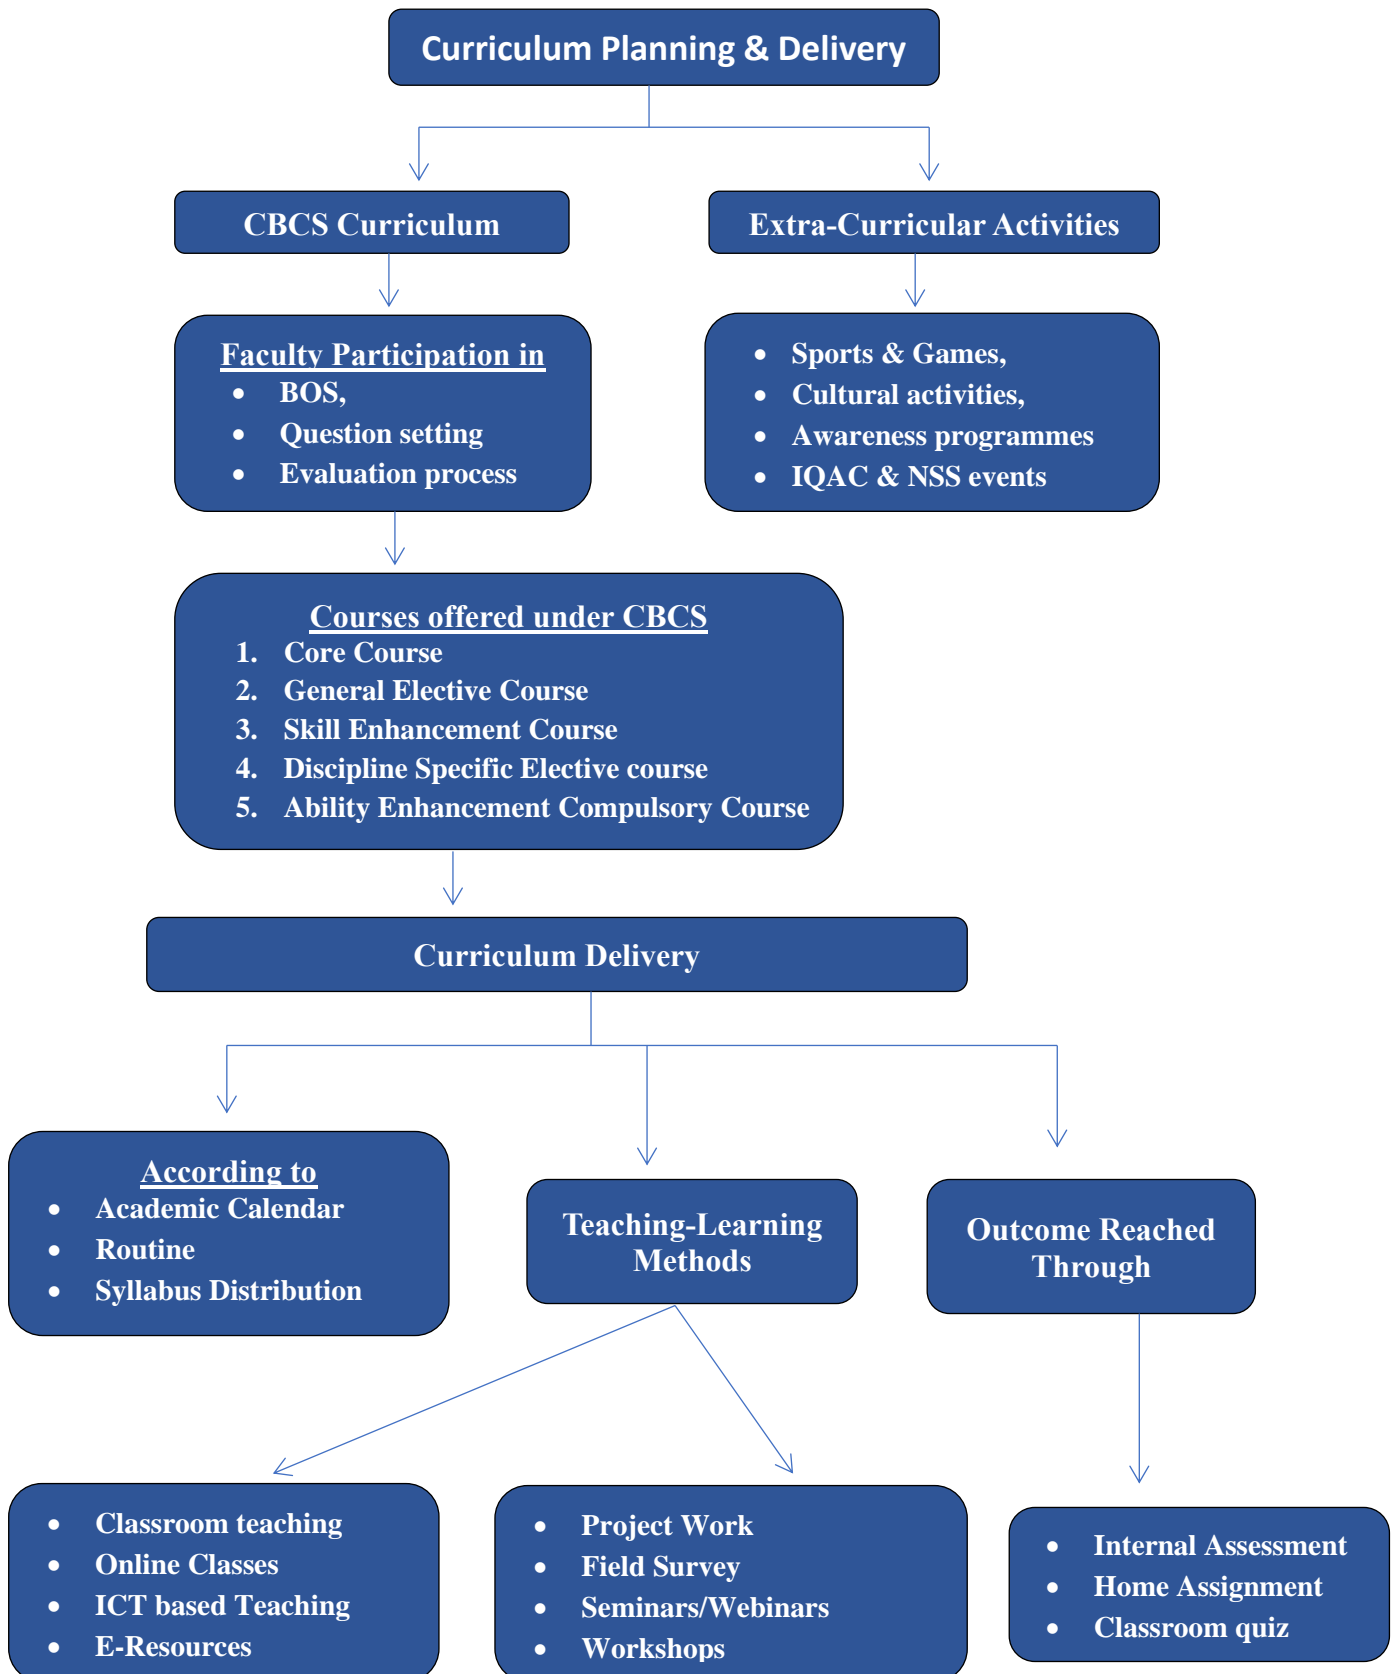 Curriculum Planning & Delivery
CBCS Curriculum
Extra-Curricular Activities
Faculty Participation in
• BOS,
• Question setting
• Evaluation process
• Sports & Games,
• Cultural activities,
• Awareness programmes
• IQAC & NSS events
Courses offered under CBCS
1. Core Course
2. General Elective Course
3. Skill Enhancement Course
4. Discipline Specific Elective course
5. Ability Enhancement Compulsory Course
Curriculum Delivery
According to
• Academic Calendar
• Routine
• Syllabus Distribution
Teaching-Learning
Methods
Outcome Reached
Through
• Classroom teaching
• Online Classes
• ICT based Teaching
• E-Resources
• Project Work
• Field Survey
• Seminars/Webinars
• Workshops
• Internal Assessment
• Home Assignment
• Classroom quiz